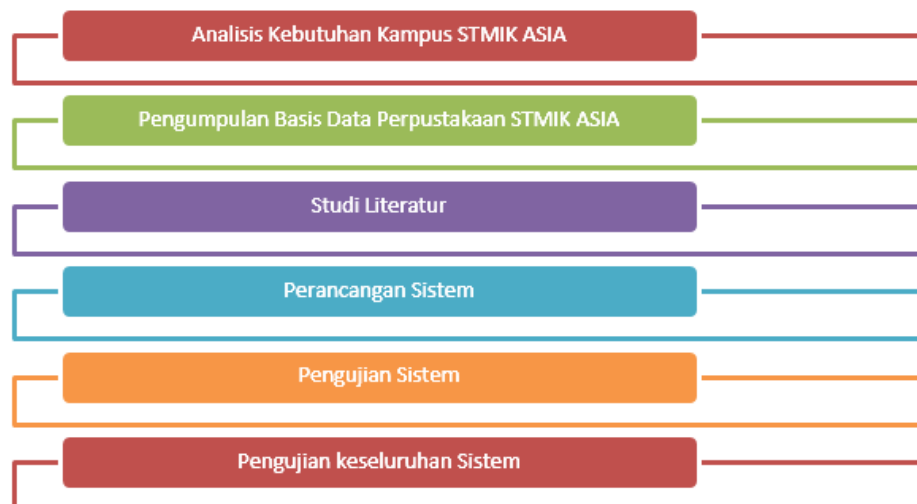 Analisis Kebutuhan Kampus STMIK ASIA
Pengumpulan Basis Data Perpustakaan STMIK ASIA
Studi Literatur
Perancangan Sistem
Pengujian Sistem
Pengujian keseluruhan Sistem